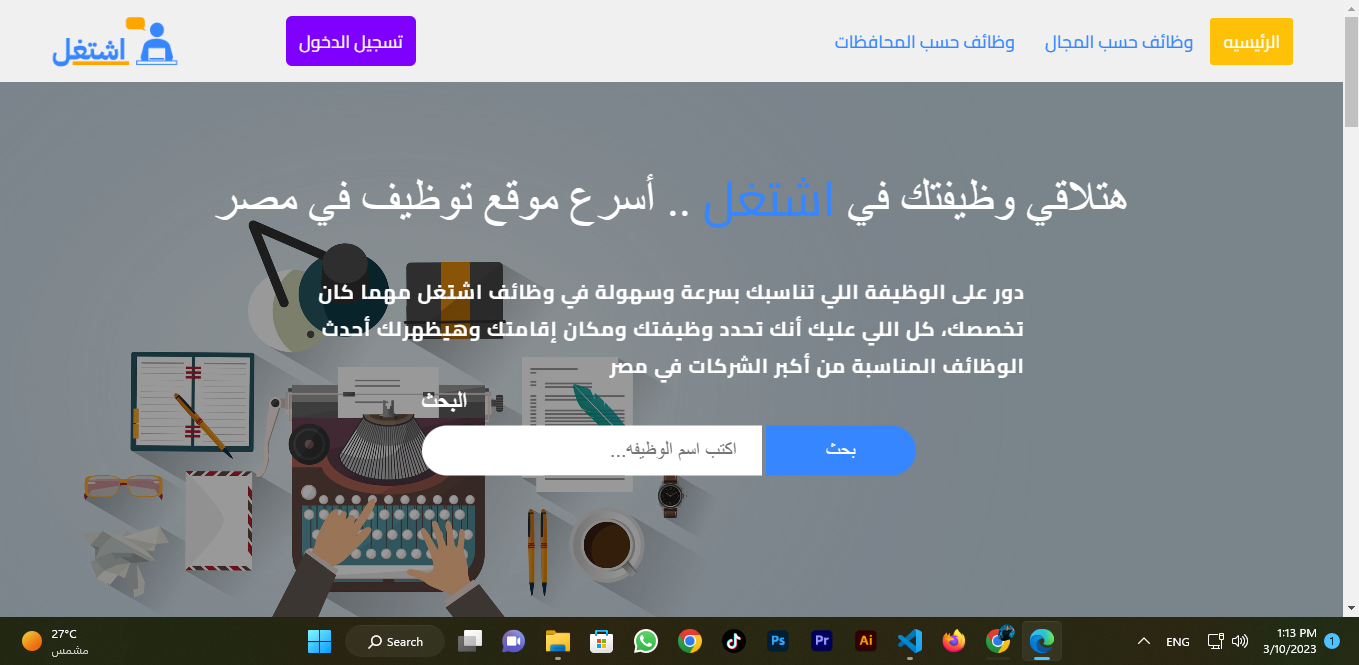 الرئيسيه
وظائف حسب المجال
وظائف حسب المحافظات
تسجيل الدخول
اشتغل
هتلاقي وظيفتك في اشتغل .. أسرع موقع توظيف في مصر
دور على الوظيفة اللي تناسبك بسرعة وسهولة في وظائف اشتغل مهما كان
تخصصك، كل اللي عليك أنك تحدد وظيفتك ومكان إقامتك وهيظهرلك أحدث
الوظائف المناسبة من أكبر الشركات في مصر
البحث
اكتب اسم الوظيفه...
بحث
27°C
مشمس
Search
Ps
Pr
Ai
ENG
1:13 PM
3/10/2023
1